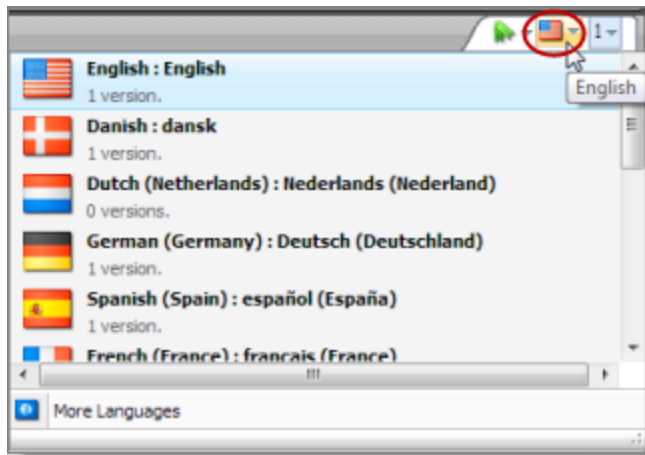 1
English : English
1 version.
English
Danish : dansk
1 version.
Dutch (Netherlands) : Nederlands (Nederland)
0 versions.
German (Germany) : Deutsch (Deutschland)
1 version.
Spanish (Spain) : español (España)
1 version.
French (France) : français (France)
More Languages